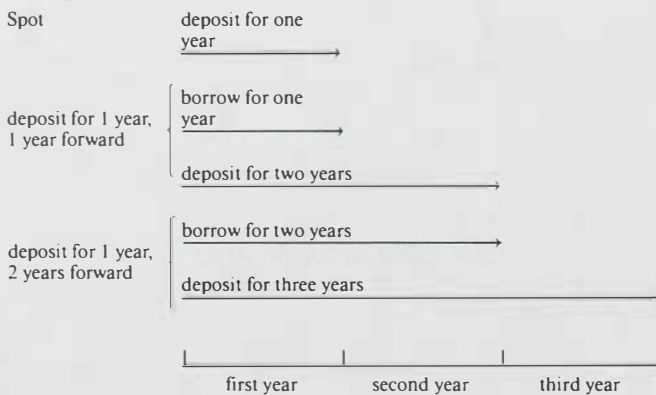 Spot
deposit for one
year
deposit for 1 year,
1 year forward
borrow for one
year
deposit for two years
deposit for 1 year,
2 years forward
borrow for two years
deposit for three years
first year second year third year